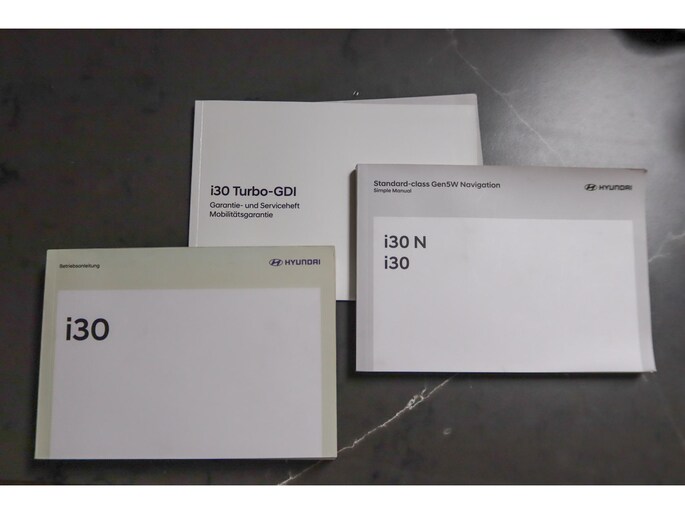 i30 Turbo-GDI
Garantie- und Serviceheft
Mobilitätsgarantie
Standard-class Gen5W Navigation
Simple Manual
HYUNDAI
i30 N
i30
Betriebsanleitung
HYUNDAI
i30